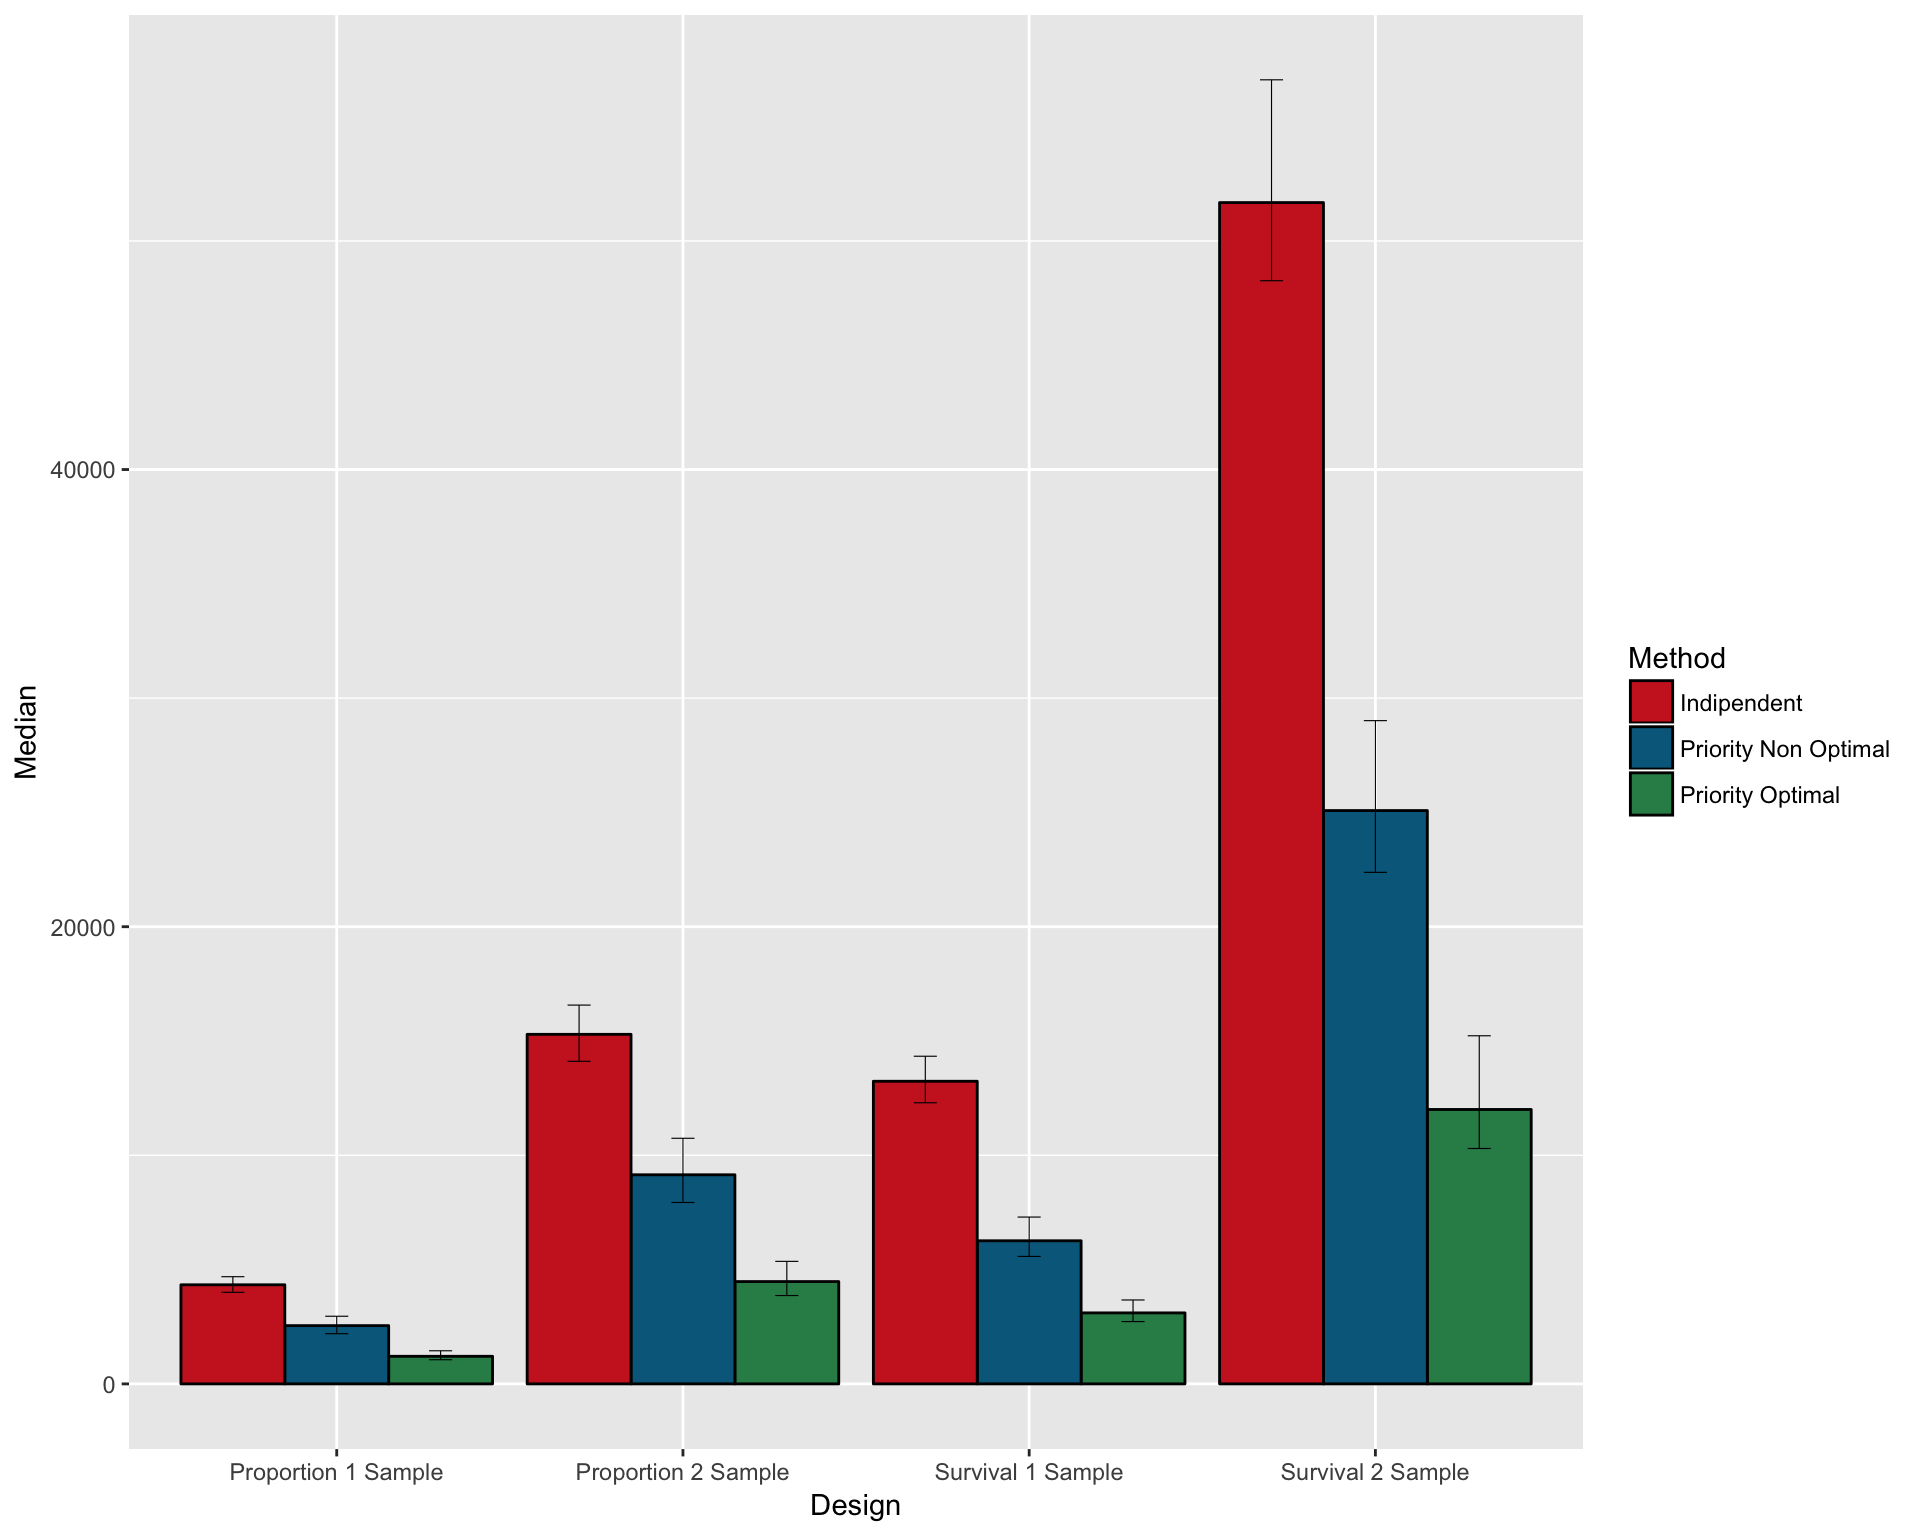 Median
40000
20000
0
Proportion 1 Sample
Proportion 2 Sample
Survival 1 Sample
Survival 2 Sample
Design
Method
Indipendent
Priority Non Optimal
Priority Optimal